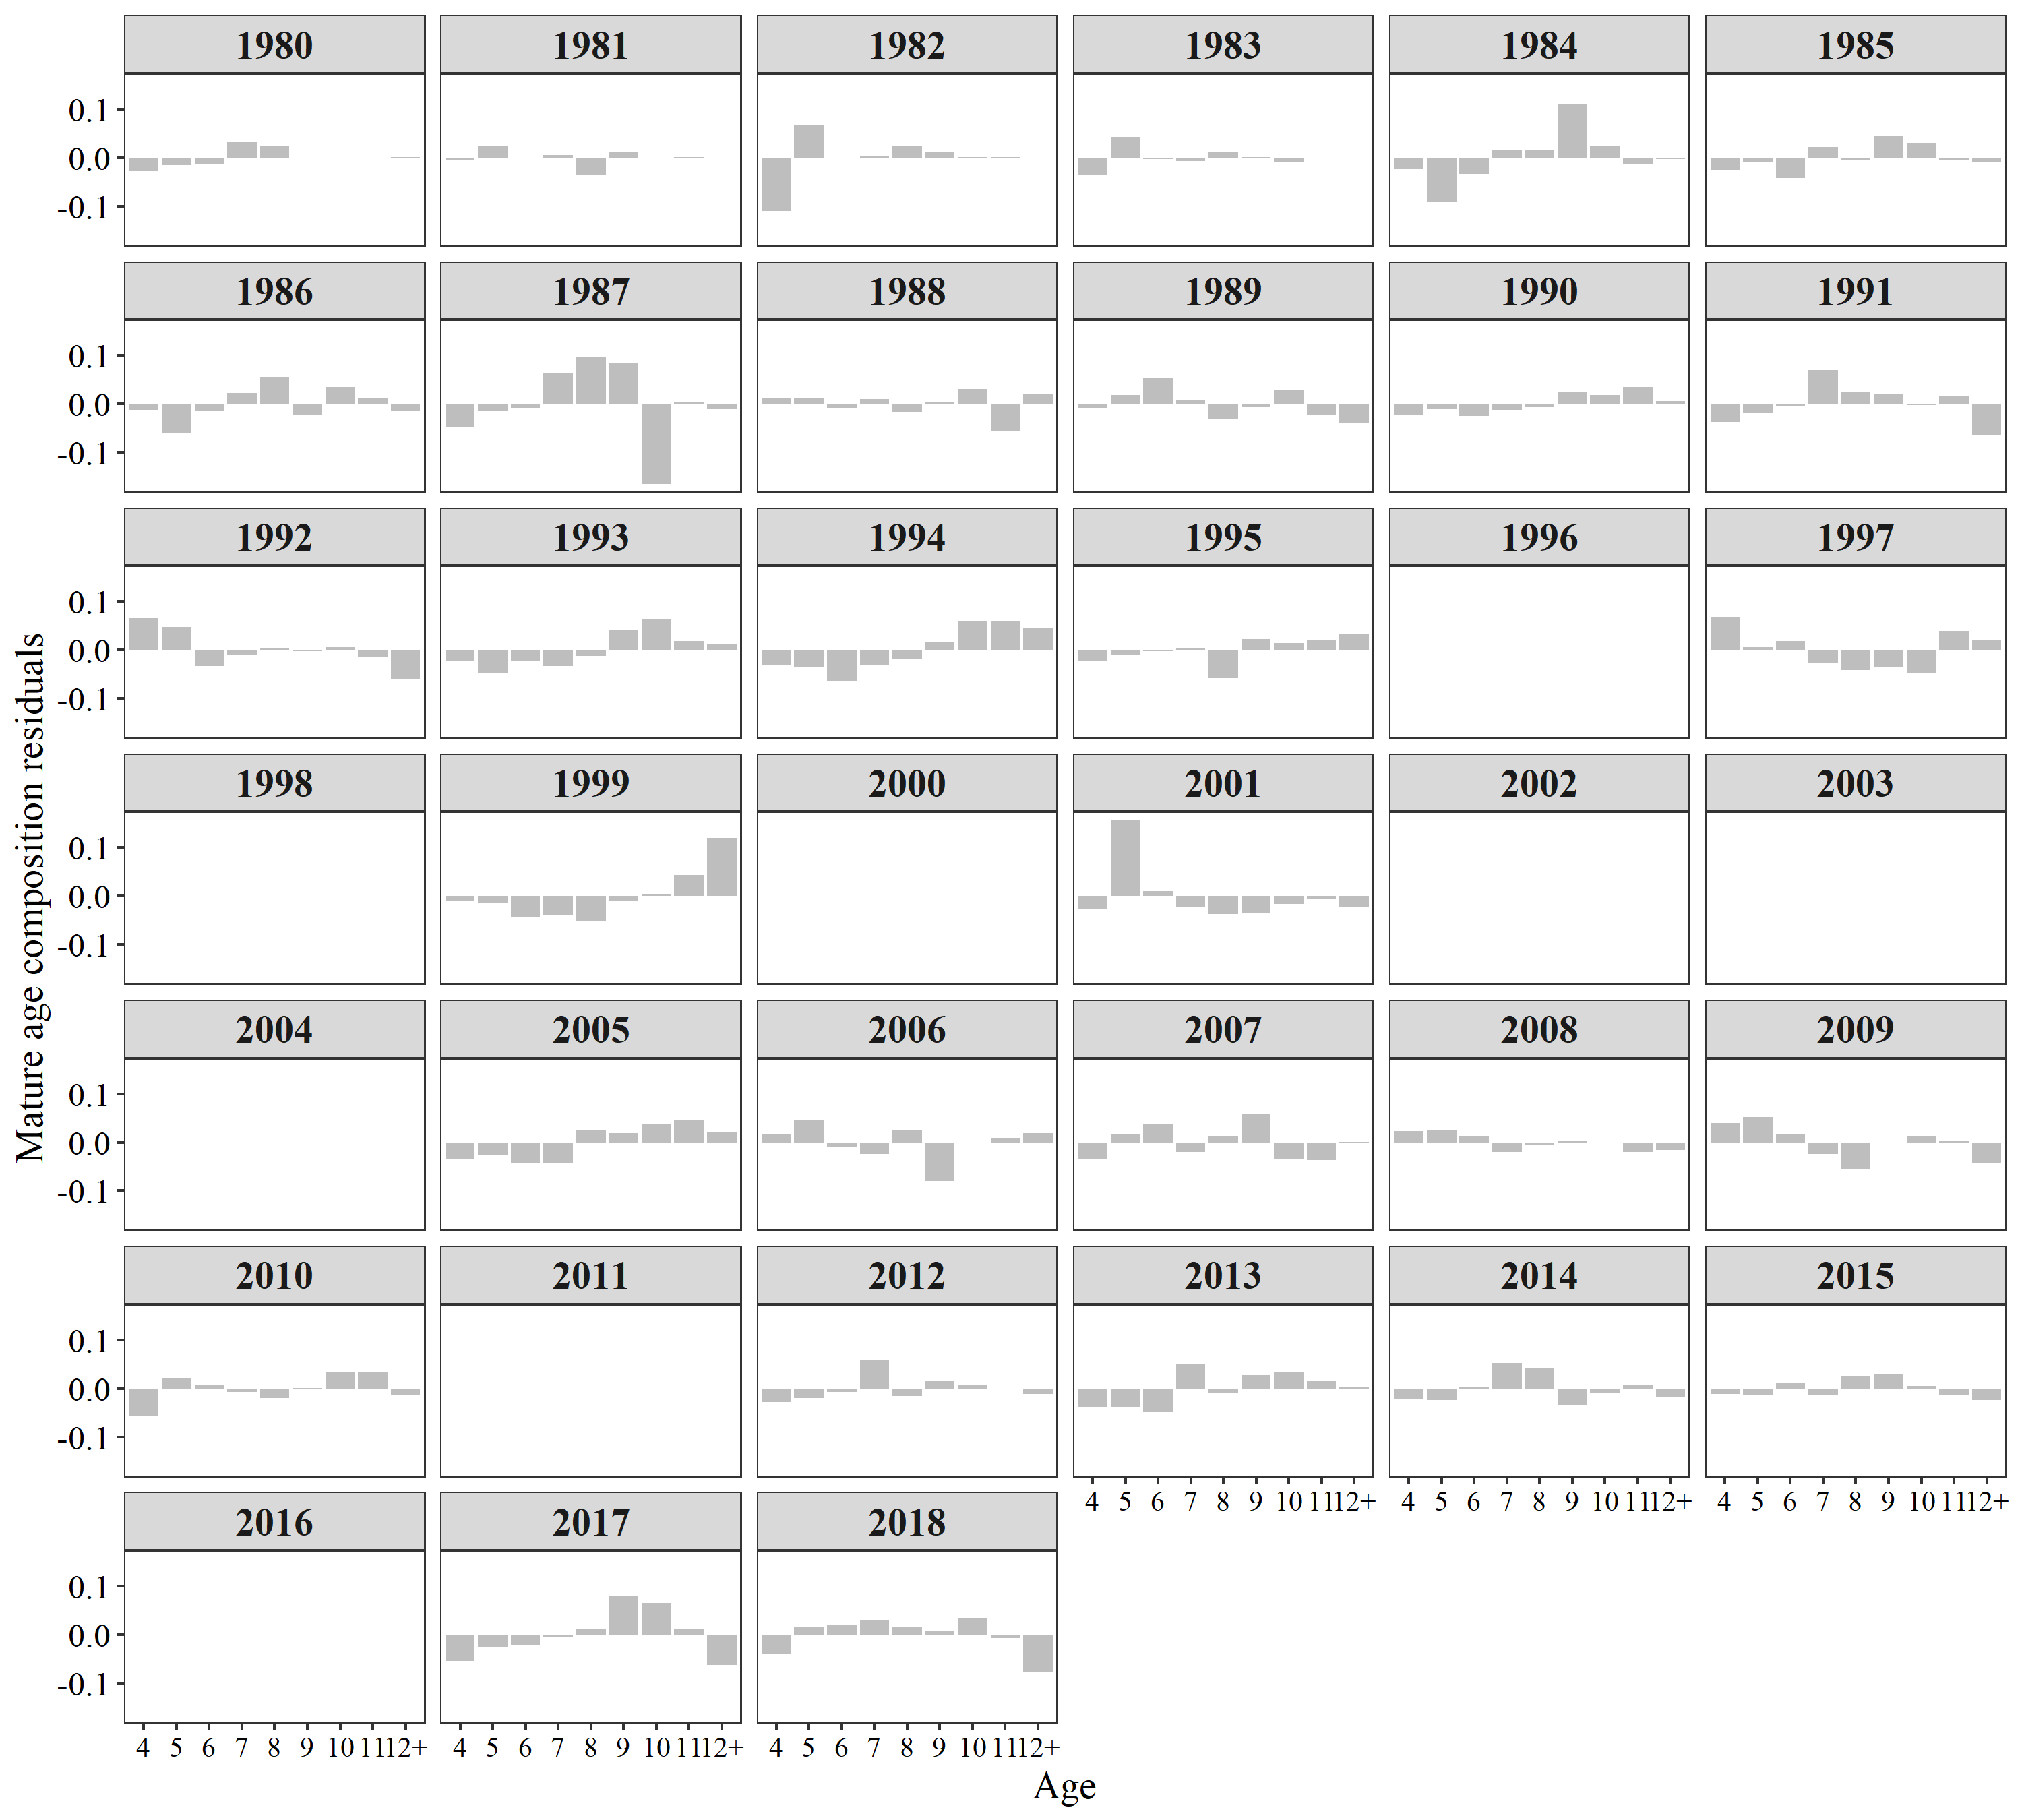 1980 1981 1982 1983 1984 1985
0.1
0.0
-0.1
1986 1987 1988 1989 1990 1991
0.1
0.0
-0.1
1992 1993 1994 1995 1996 1997
0.1
0.0
-0.1
1998 1999 2000 2001 2002 2003
0.1
0.0
-0.1
Mature age composition residuals
2004 2005 2006 2007 2008 2009
0.1
0.0
-0.1
2010 2011 2012 2013 2014 2015
0.1
0.0
-0.1
4 5 6 7 8 9 10 11 12+ 4 5 6 7 8 9 10 11 12+ 4 5 6 7 8 9 10 11 12+
2016 2017 2018
0.1
0.0
-0.1
4 5 6 7 8 9 10 11 12+ 4 5 6 7 8 9 10 11 12+ 4 5 6 7 8 9 10 11 12+
Age